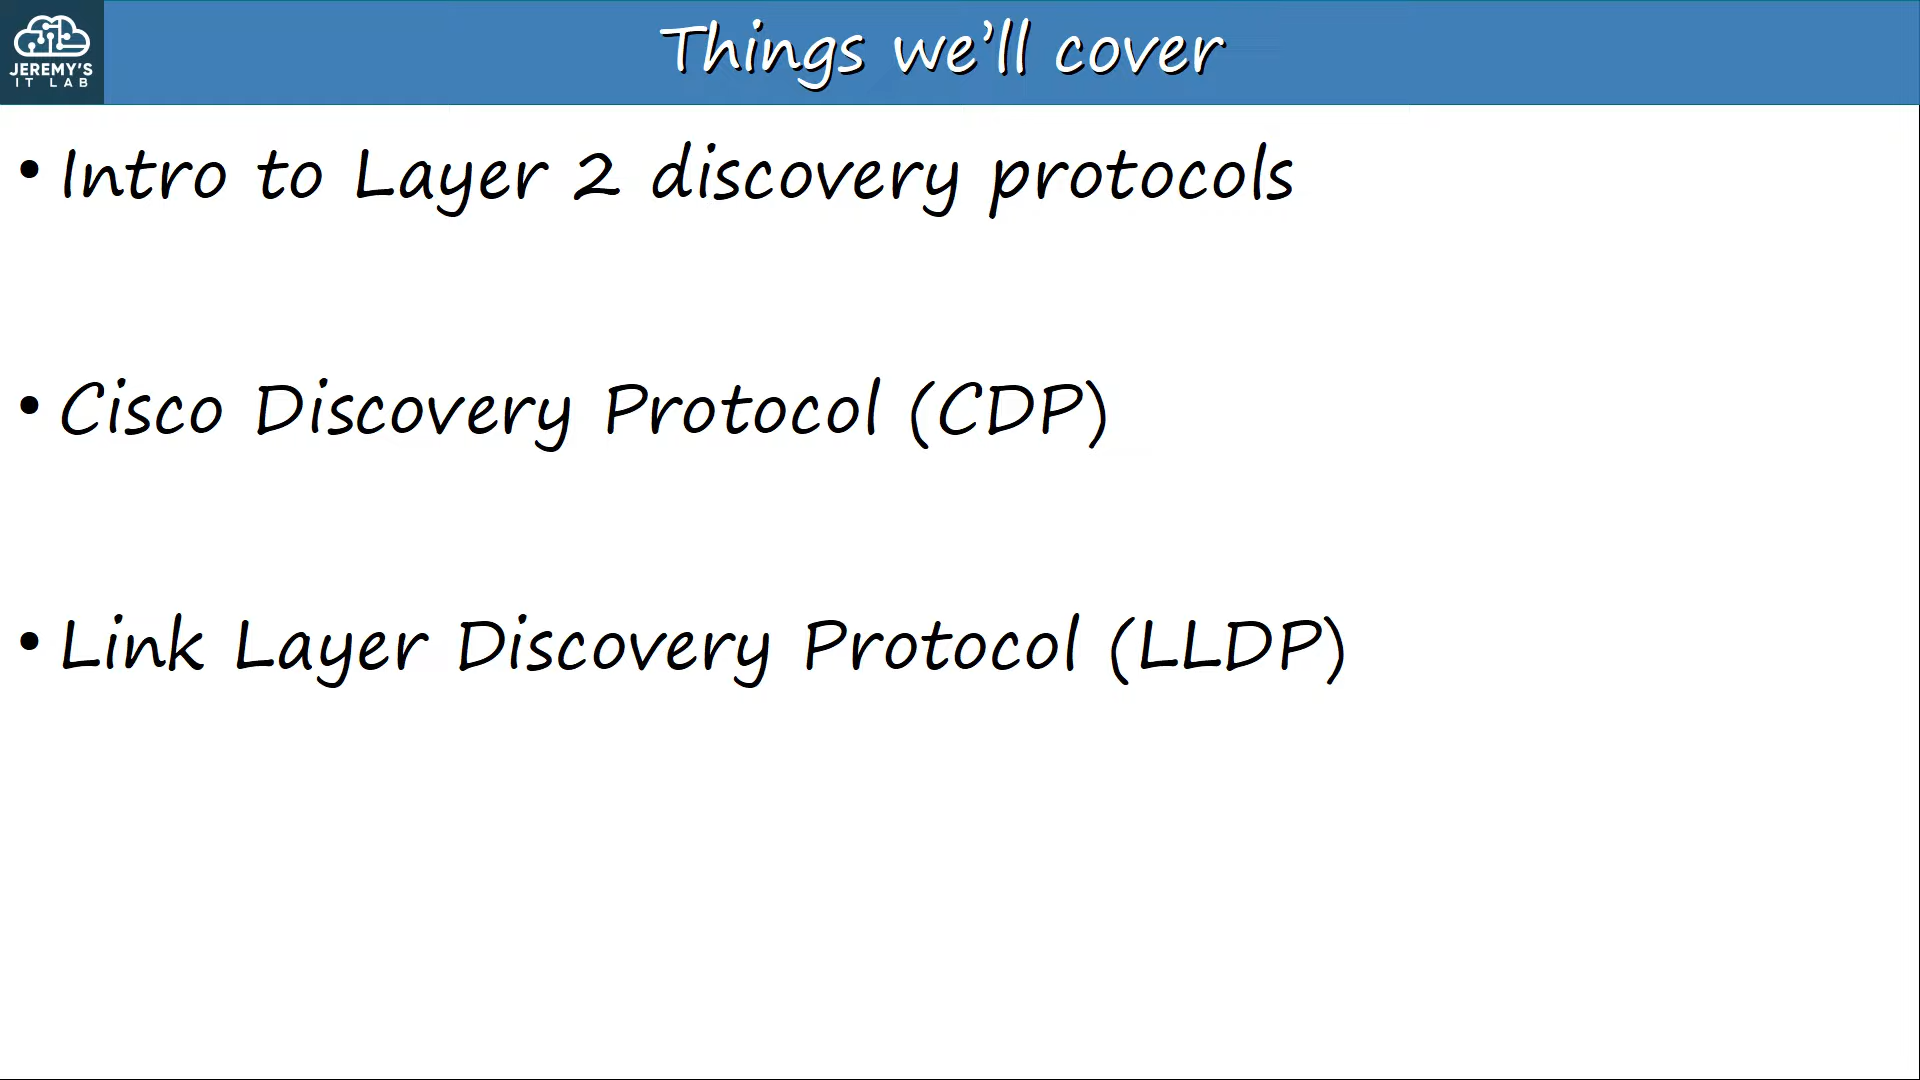 JEREMY'S
IT LAB
Things we'll cover
• Intro to Layer 2 discovery protocols
• Cisco Discovery Protocol (CDP)
• Link Layer Discovery Protocol (LLDP)